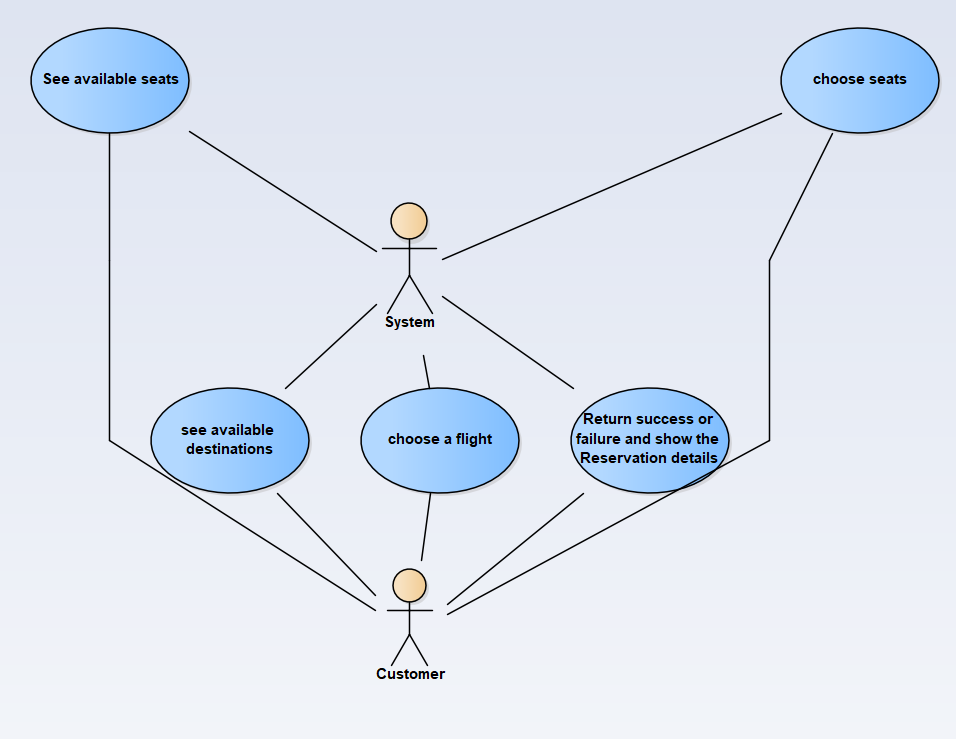 See available seats
choose seats
System
see available
destinations
choose a flight
Return success or
failure and show the
Reservation details
Customer